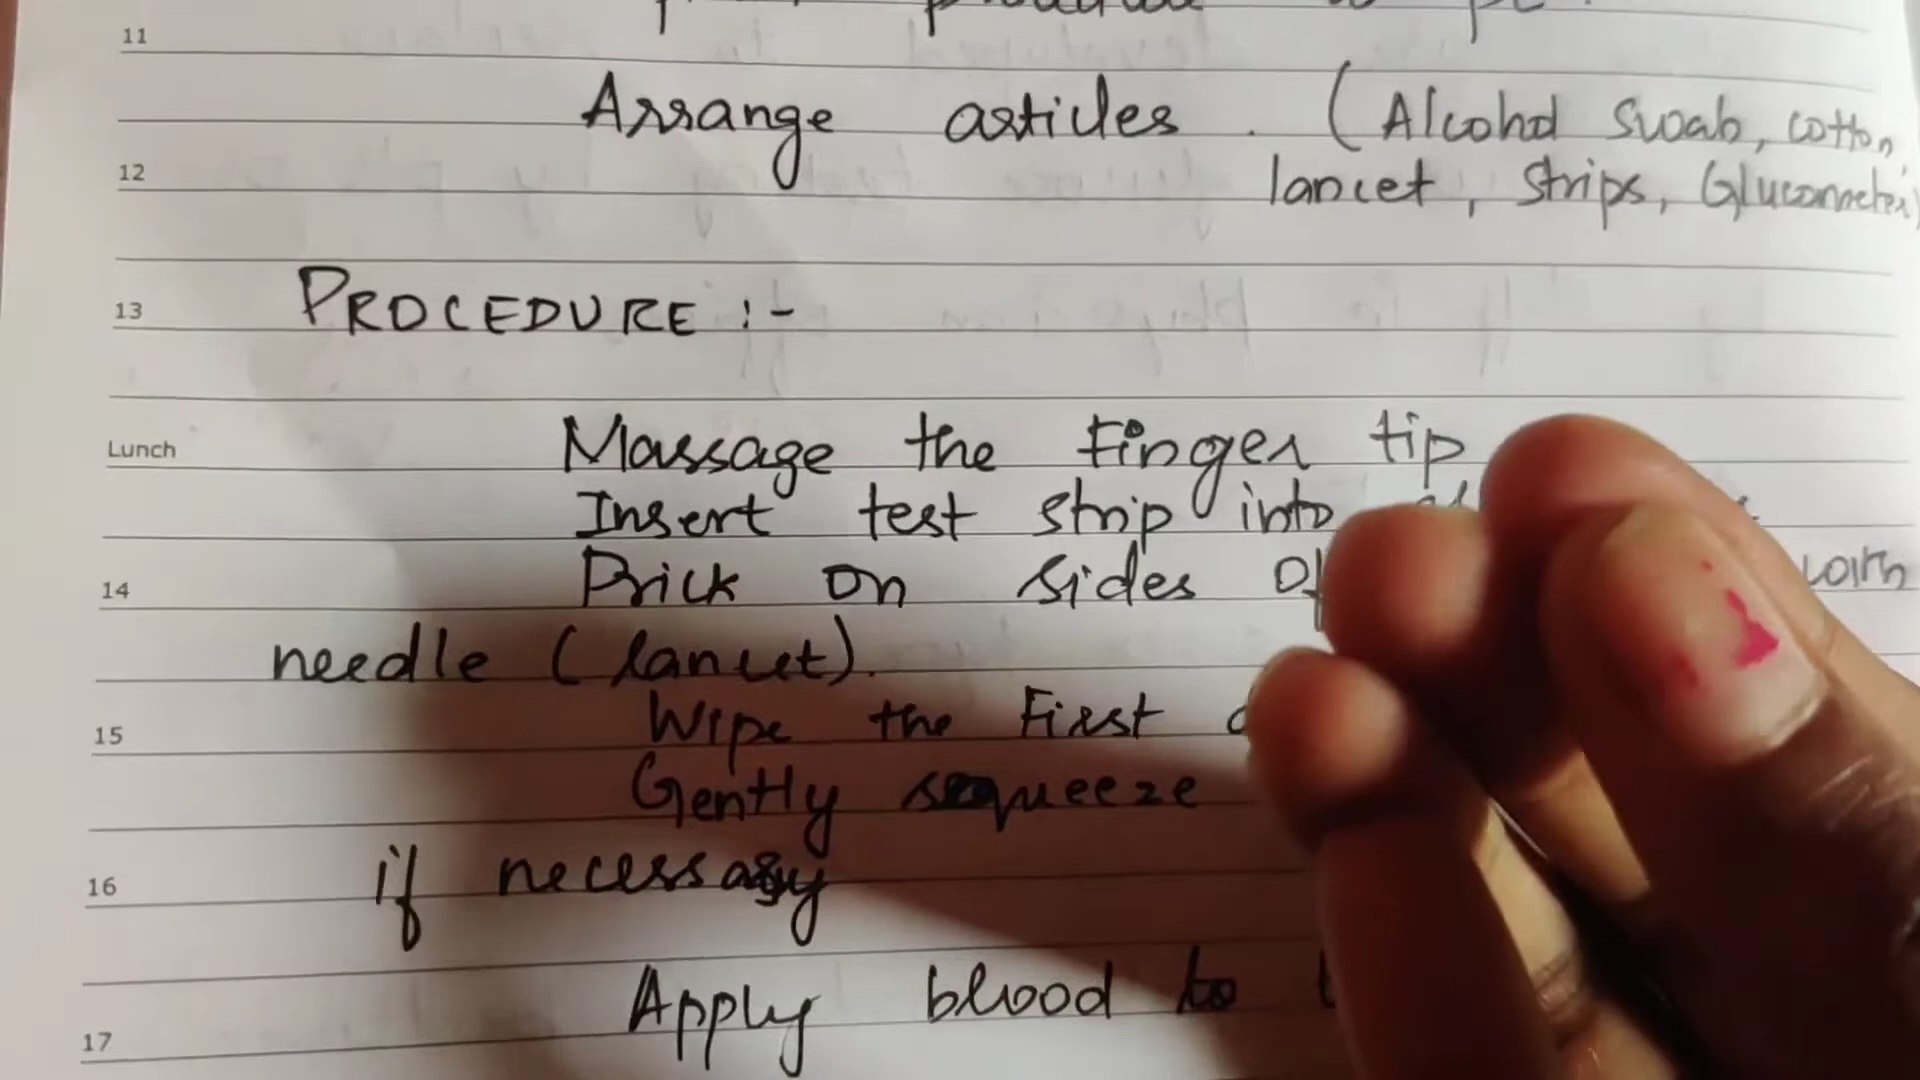 11
Arrange articles . (Alcohol swab, cotton,
12
lancet, strips, Glucometer)
13
PROCEDURE :-
Lunch
Massage the Finger tip
Insert test strip into
14
Prick on sides of
needle (lancet).
15
Wipe the First
Gently squeeze
16
if necessary
Apply blood to
17